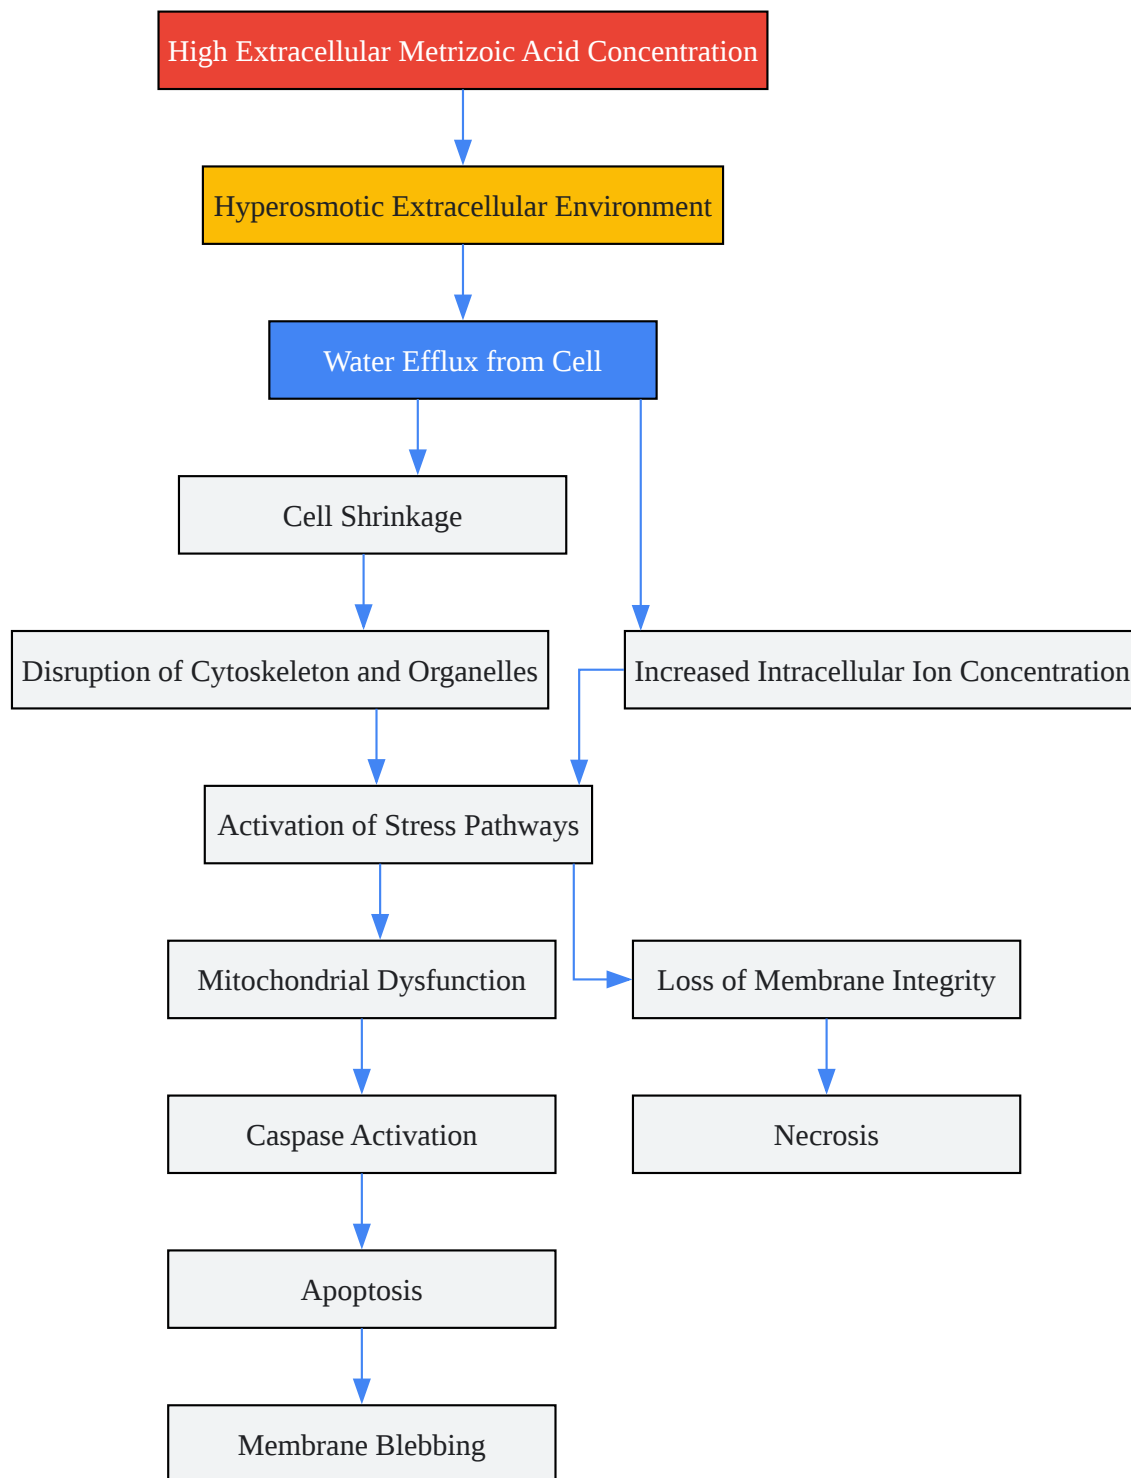 High Extracellular Metrizoic Acid Concentration
Hyperosmotic Extracellular Environment
Water Efflux from Cell
Cell Shrinkage
Disruption of Cytoskeleton and Organelles
Increased Intracellular Ion Concentration
Activation of Stress Pathways
Mitochondrial Dysfunction
Loss of Membrane Integrity
Caspase Activation
Necrosis
Apoptosis
Membrane Blebbing